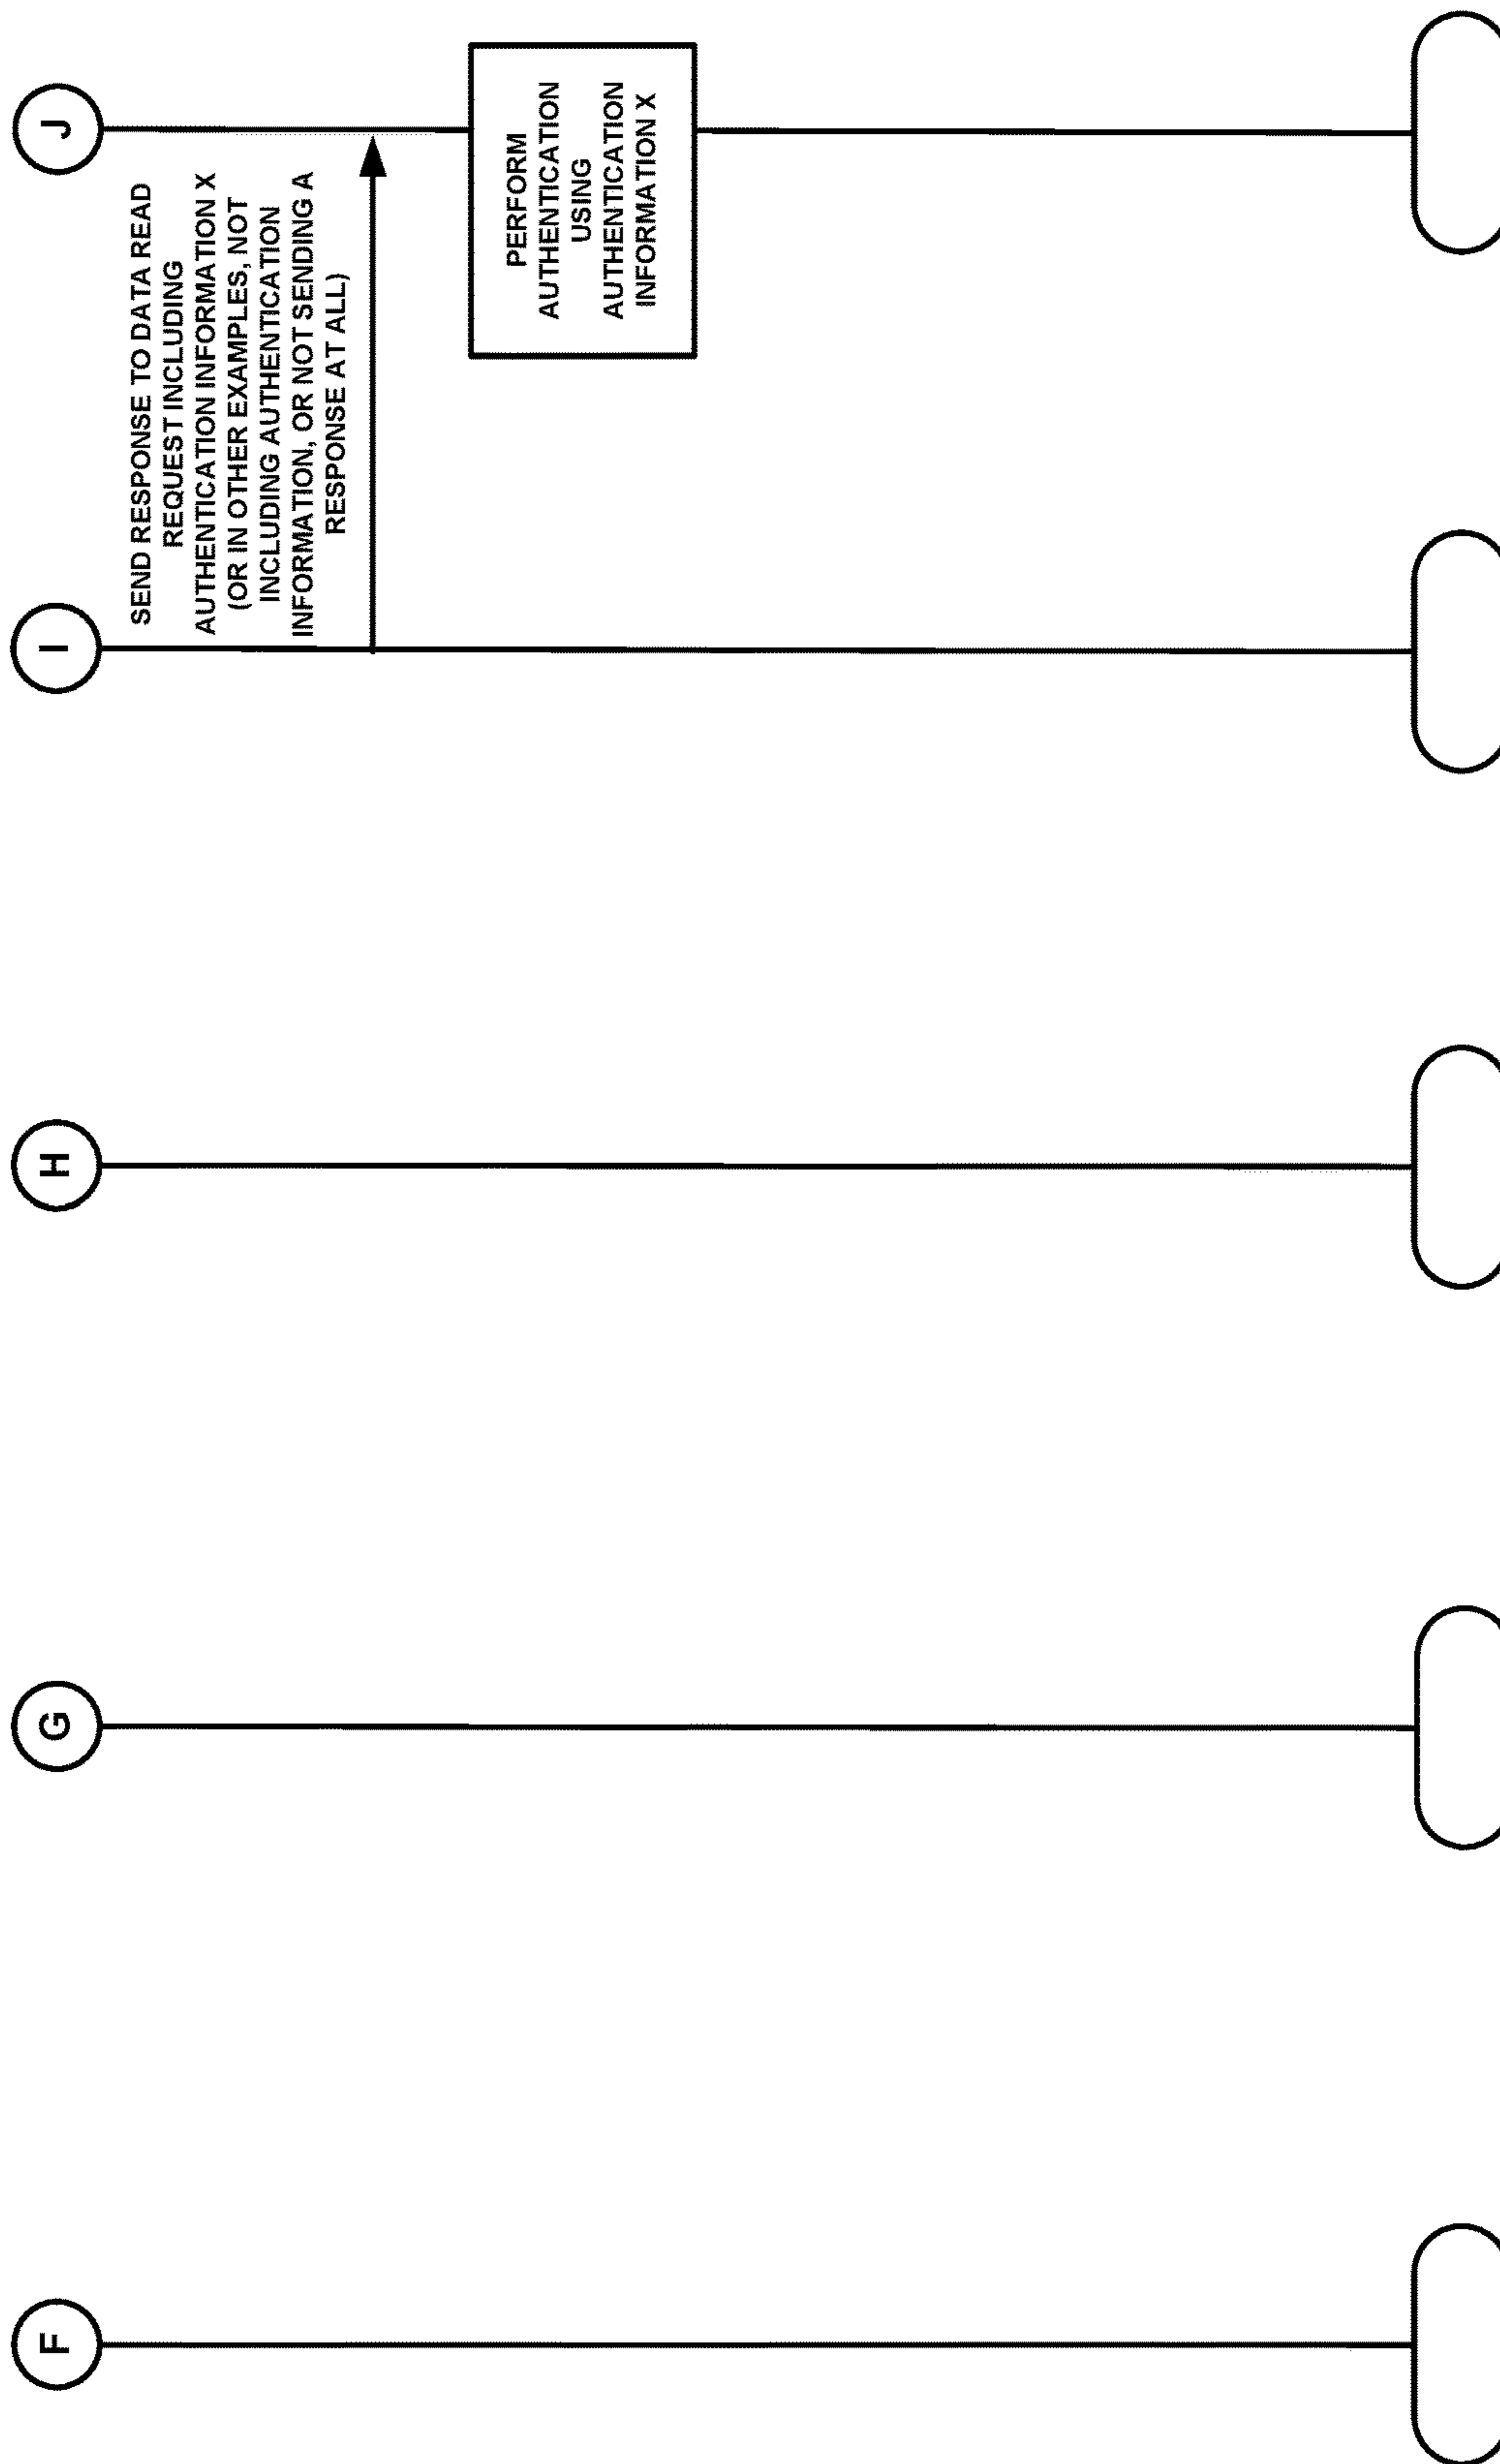 F
G
H
I
J
SEND RESPONSE TO DATA READ
REQUEST INCLUDING
AUTHENTICATION INFORMATION X
(OR IN OTHER EXAMPLES, NOT
INCLUDING AUTHENTICATION
INFORMATION, OR NOT SENDING A
RESPONSE AT ALL)
PERFORM
AUTHENTICATION
USING
AUTHENTICATION
INFORMATION X